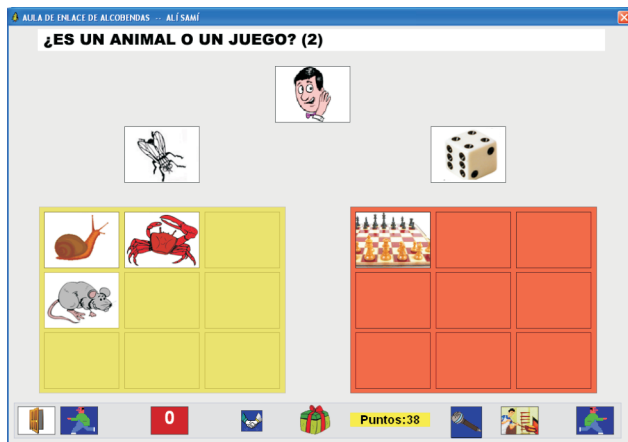 AULA DE ENLACE DE ALCOBENDAS -- ALÍ SAMÍ
¿ES UN ANIMAL O UN JUEGO? (2)
0
Puntos:38